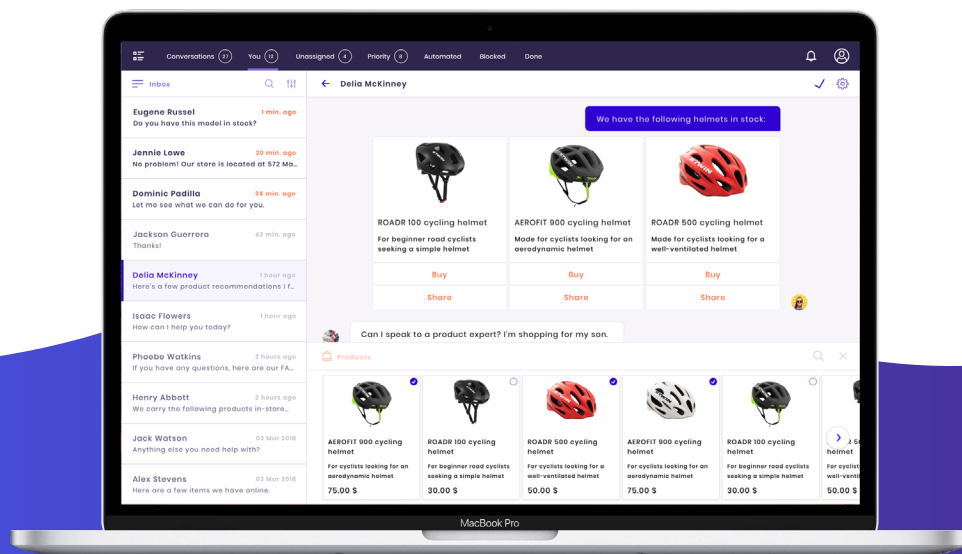 Conversations 27 You 12 Unassigned 4 Priority 8 Automated Blocked Done
Inbox
Delia McKinney
Eugene Russel 1 min. ago
Do you have this model in stock?
Jennie Lowe 20 min. ago
No problem! Our store is located at 572 Ma...
Dominic Padilla 24 min. ago
Let me see what we can do for you.
Jackson Guerrero 42 min. ago
Thanks!
Delia McKinney 1 hour ago
Here's a few product recommendations I f...
Isaac Flowers 1 hour ago
How can I help you today?
Phoebe Watkins 2 hours ago
If you have any questions, here are our FA...
Henry Abbott 2 hours ago
We carry the following products in-store...
Jack Watson 03 Mar 2018
Anything else you need help with?
Alex Stevens 03 Mar 2018
Here are a few items we have online.
We have the following helmets in stock:
ROADR 100 cycling helmet
For beginner road cyclists
seeking a simple helmet
Buy
Share
AEROFIT 900 cycling helmet
Made for cyclists looking for an
aerodynamic helmet
Buy
Share
ROADR 500 cycling helmet
Made for cyclists looking for a
well-ventilated helmet
Buy
Share
Can I speak to a product expert? I'm shopping for my son.
Products
AEROFIT 900 cycling
helmet
For cyclists looking for an
aerodynamic helmet
75.00 $
ROADR 100 cycling
helmet
For beginner road cyclists
seeking a simple helmet
30.00 $
ROADR 500 cycling
helmet
For cyclists looking for a
well-ventilated helmet
50.00 $
AEROFIT 900 cycling
helmet
For cyclists looking for an
aerodynamic helmet
75.00 $
ROADR 100 cycling
helmet
For beginner road cyclists
seeking a simple helmet
30.00 $
helmet
For cyclist
well-ventil
50.00 $
MacBook Pro